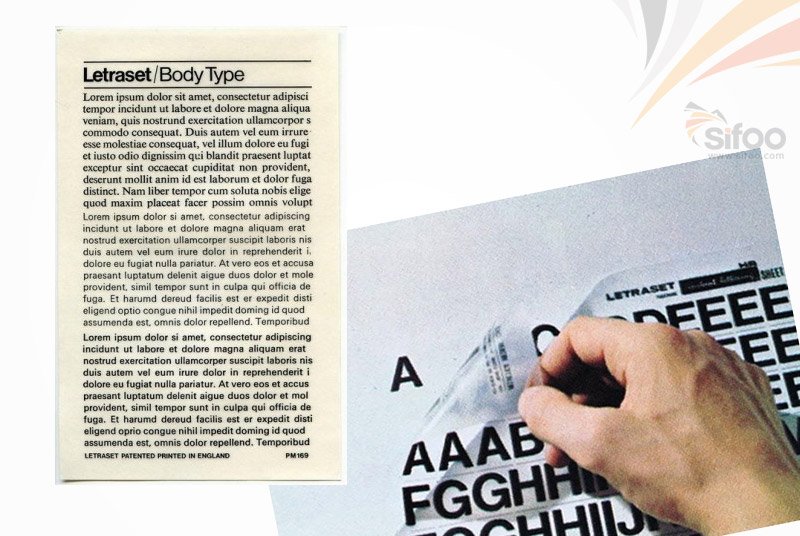 Letraset/Body Type
Lorem ipsum dolor sit amet, consectetur adipisci
tempor incidunt ut labore et dolore magna aliqua
veniam, quis nostrund exercitation ullamcorpor s
commodo consequat. Duis autem vel eum irrure
esse molestiae consequat, vel illum dolore eu fugi
et iusto odio dignissim qui blandit praesent luptat
exceptur sint occaecat cupiditat non provident,
deserunt mollit anim id est laborum et dolor fuga
distinct. Nam liber tempor cum soluta nobis elige
quod maxim placeat facer possim omnis volupt
Lorem ipsum dolor si amet, consectetur adipiscing
incidunt ut labore et dolore magna aliquam erat
nostrud exercitation ullamcorper suscipit laboris nis
duis autem vel eum irure dolor in reprehenderit i.
dolore eu fugiat nulla pariatur. At vero eos et accusa
praesant luptatum delenit aigue duos dolor et mole
provident, simil tempor sunt in culpa qui officia de
fuga. Et harumd dereud facilis est er expedit disti
eligend optio congue nihil impedit doming id quod
assumenda est, omnis dolor repellend. Temporibud
Lorem ipsum dolor si amet, consectetur adipiscing
incidunt ut labore et dolore magna aliquam erat
nostrud exercitation ullamcorper suscipit laboris nis
duis autem vel eum irure dolor in reprehenderit i
dolore eu fugiat nulla pariatur. At vero eos et accus
praesant luptatum delenit aigue duos dolor et mol
provident, simil tempor sunt in culpa qui officia de
fuga. Et harumd dereud facilis est er expedit disti
eligend optio congue nihil impedit doming id quod
assumenda est, omnis dolor repellend. Temporibud
LETRASET PATENTED PRINTED IN ENGLAND PM169
Sifoo
www.sifoo.com
LETRASET SHEET
DEEEE
A
AAAB
FGGHHI